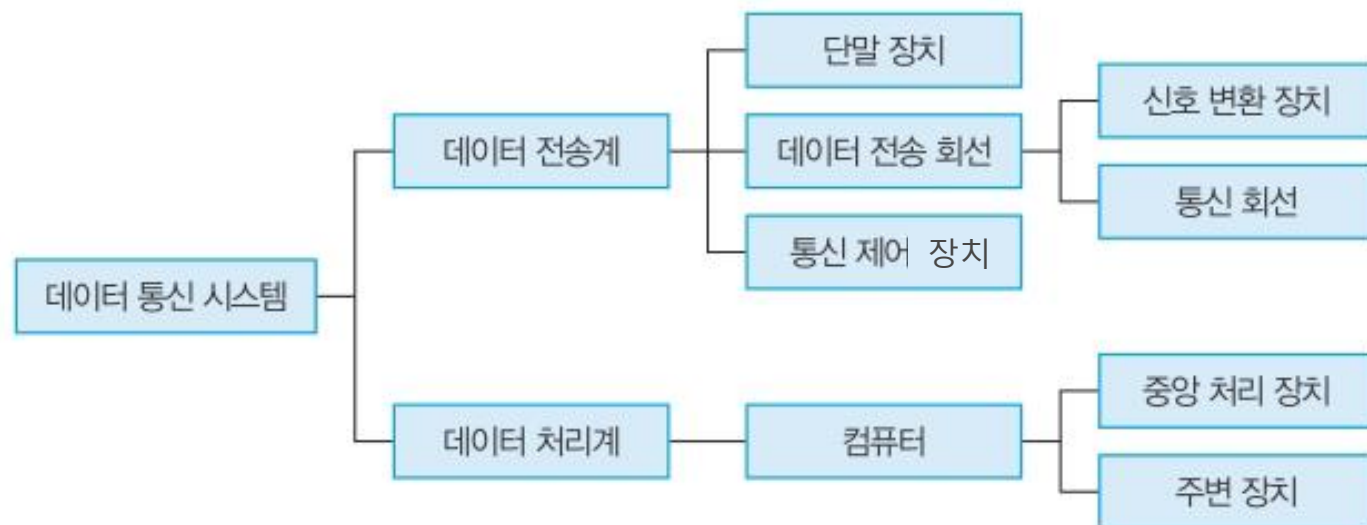 단말 장치
신호 변환 장치
데이터 전송계
데이터 전송 회선
통신 회선
통신 제어 장치
데이터 통신 시스템
중앙 처리 장치
데이터 처리계
컴퓨터
주변 장치